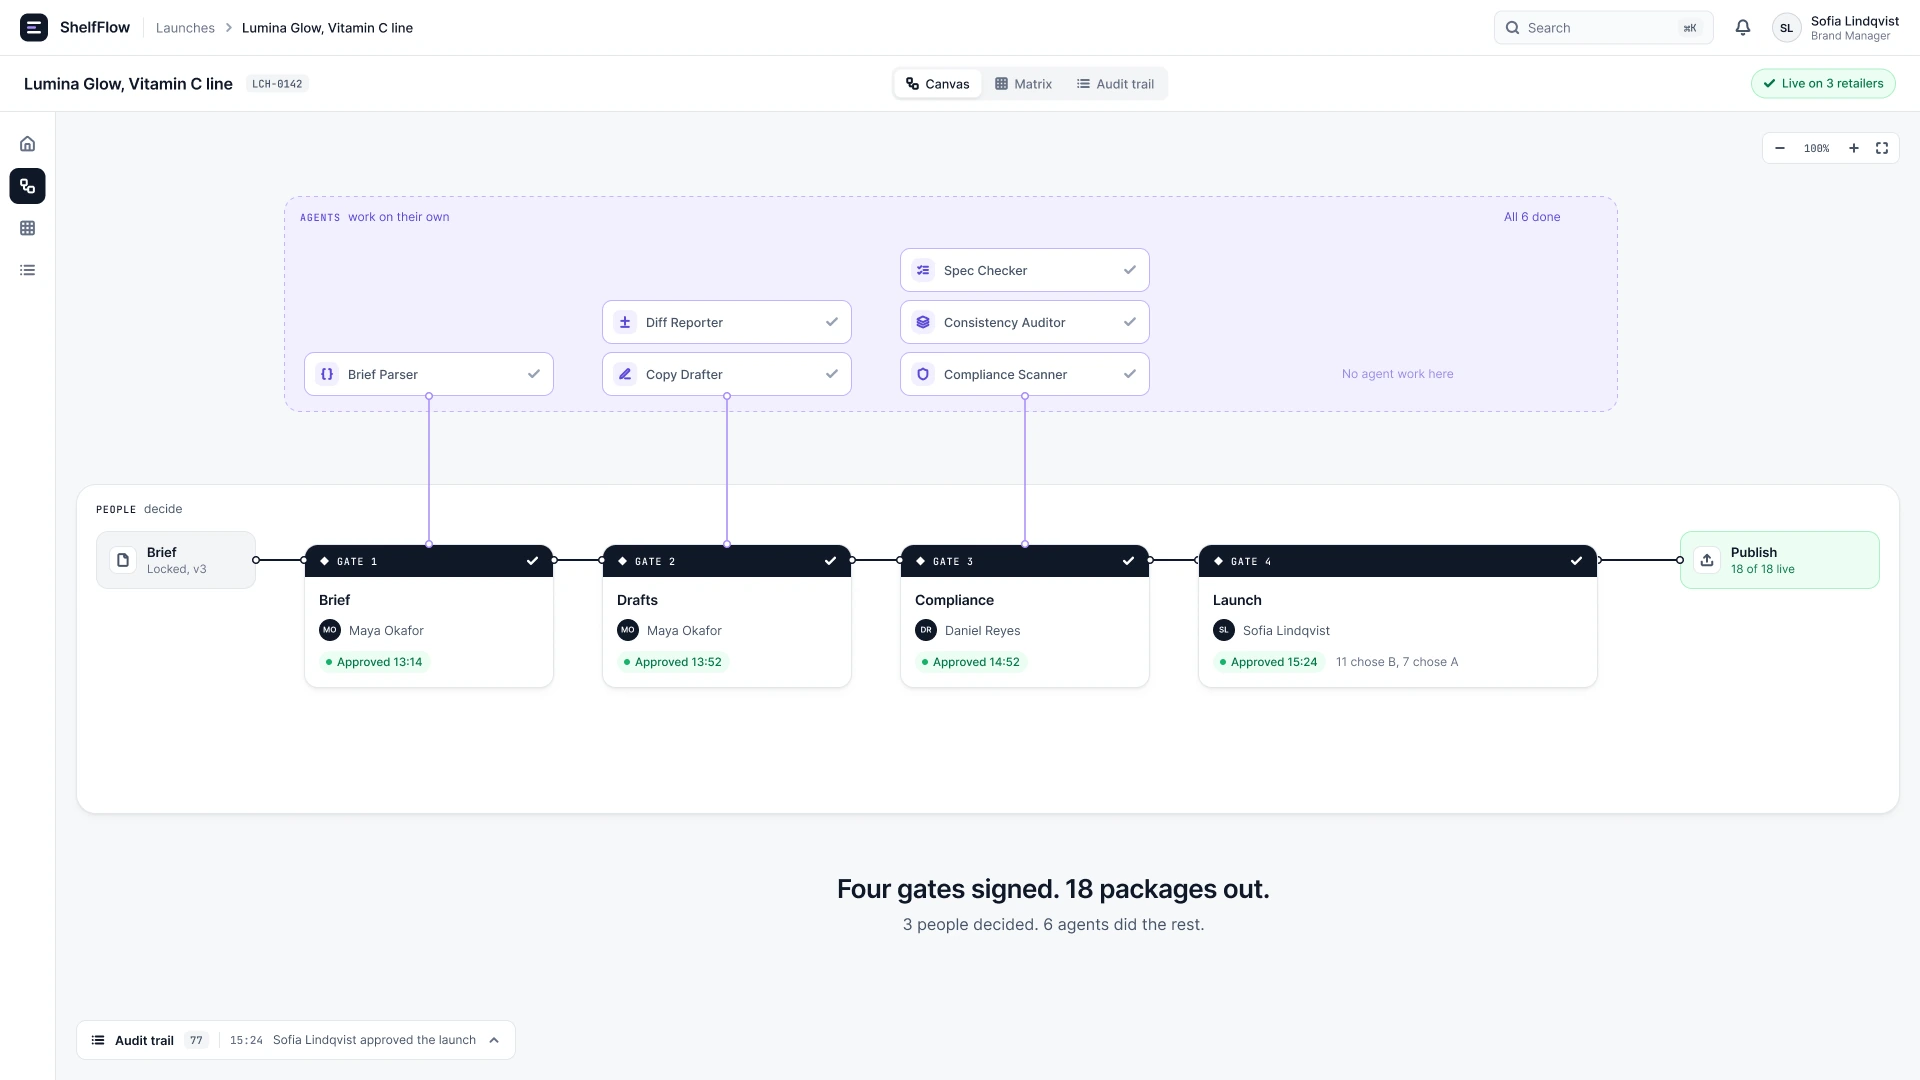 ShelfFlow
Launches
Lumina Glow, Vitamin C line
Search
⌘K
SL
Sofia Lindqvist
Brand Manager
Lumina Glow, Vitamin C line
LCH-0142
Canvas
Matrix
Audit trail
Live on 3 retailers
100%
AGENTS work on their own
All 6 done
Spec Checker
Diff Reporter
Consistency Auditor
Brief Parser
Copy Drafter
Compliance Scanner
No agent work here
PEOPLE decide
Brief
Locked, v3
GATE 1
Brief
MO Maya Okafor
Approved 13:14
GATE 2
Drafts
MO Maya Okafor
Approved 13:52
GATE 3
Compliance
DR Daniel Reyes
Approved 14:52
GATE 4
Launch
SL Sofia Lindqvist
Approved 15:24 11 chose B, 7 chose A
Publish
18 of 18 live
Four gates signed. 18 packages out.
3 people decided. 6 agents did the rest.
Audit trail 77 15:24 Sofia Lindqvist approved the launch